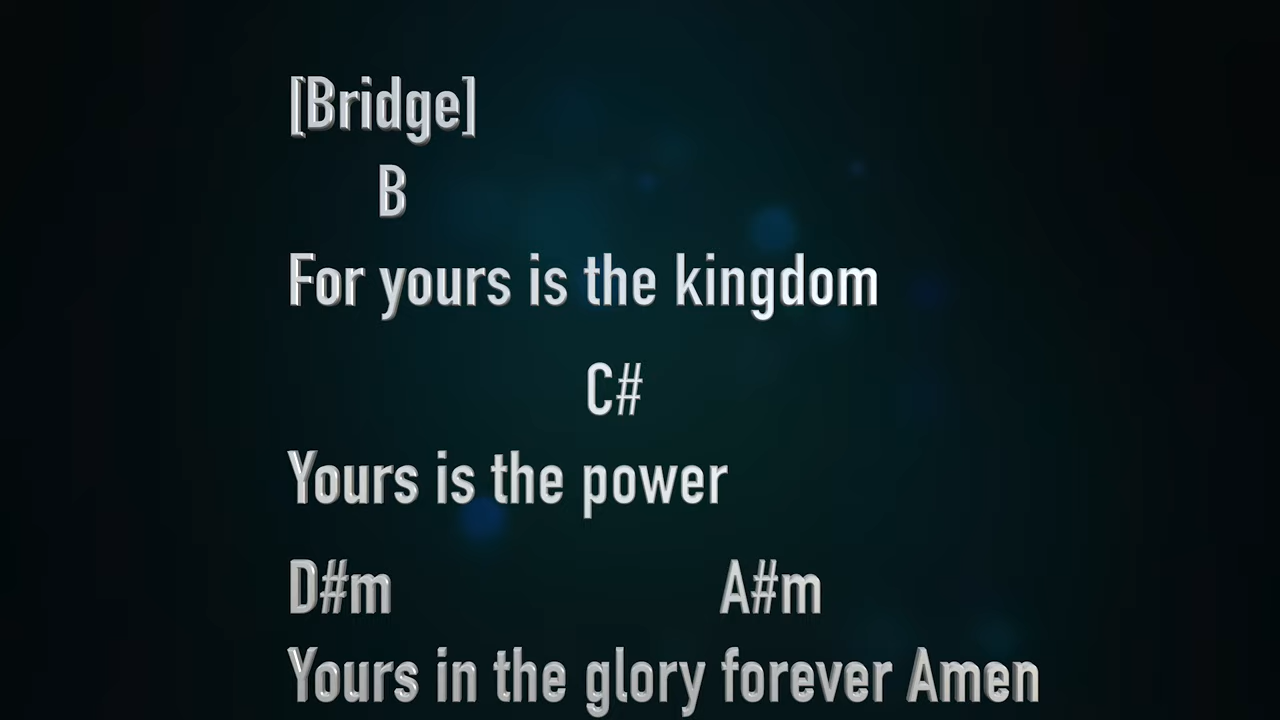 [Bridge]
B
For yours is the kingdom
C#
Yours is the power
D#m A#m
Yours in the glory forever Amen